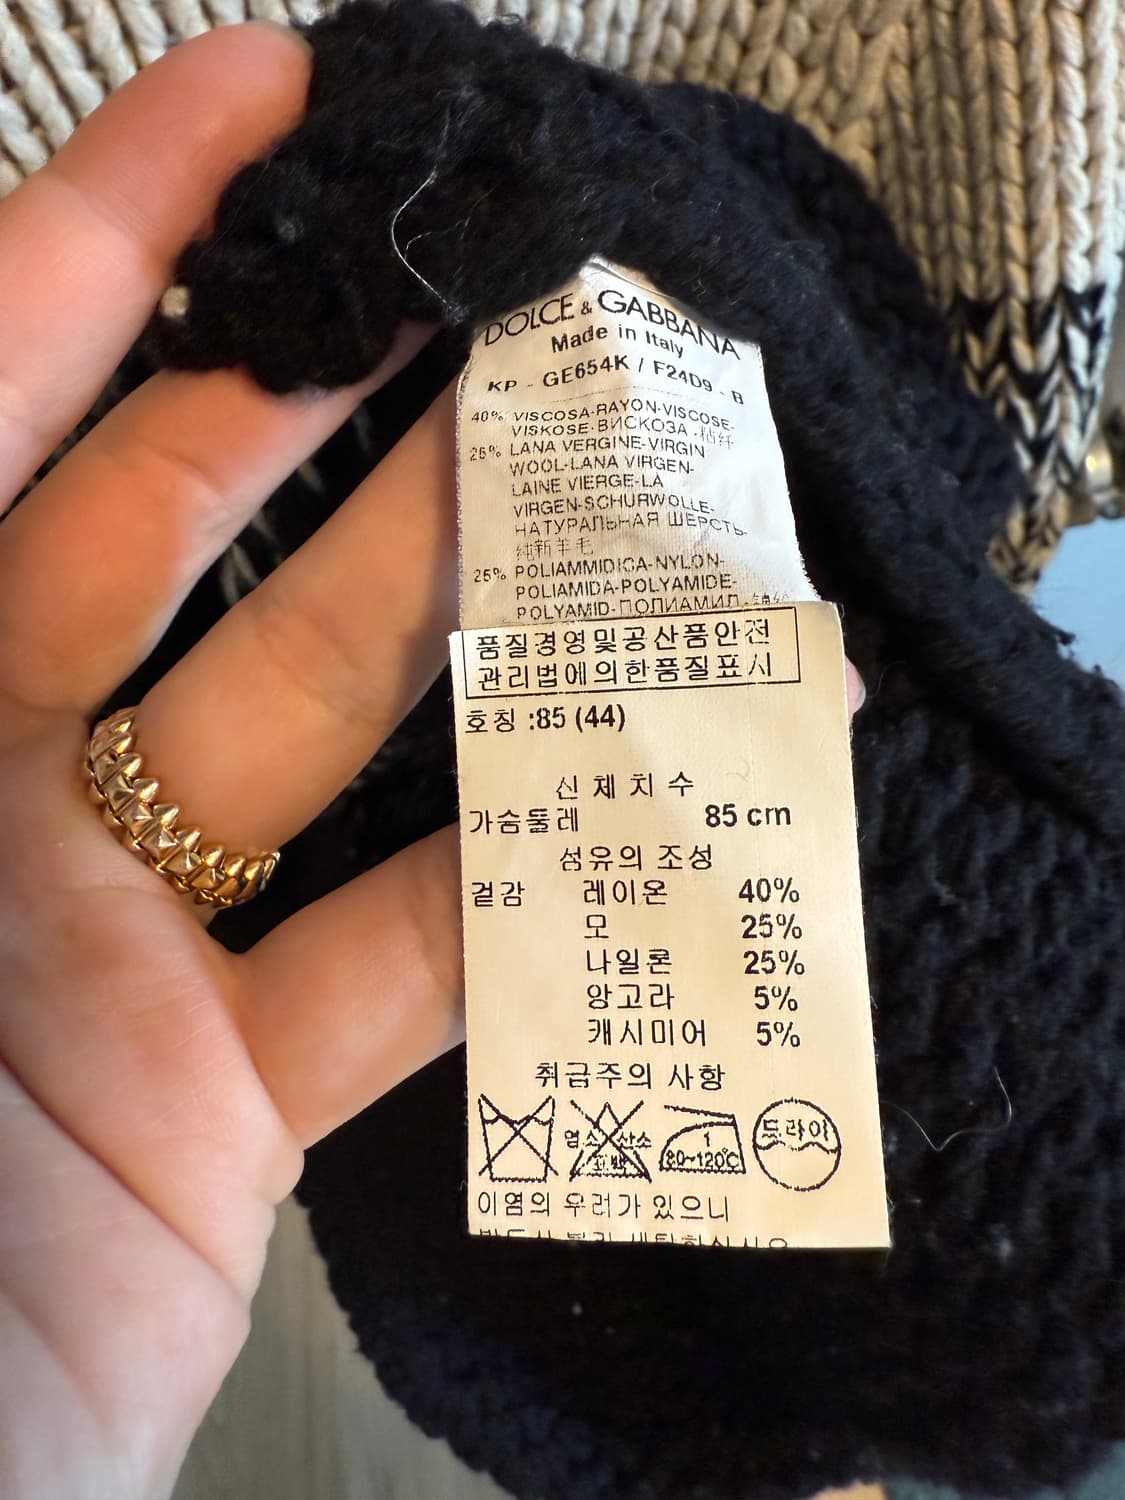 DOLCE & GABBANA
Made in Italy
KP - GE654K / F24D9 - B
40% VISCOSA-RAYON-VISCOSE-
VISKOSE-ВИСКОЗА-粘纤
25% LANA VERGINE-VIRGIN
WOOL-LANA VIRGEN-
LAINE VIERGE-LA
VIRGEN-SCHURWOLLE-
НАТУРАЛЬНАЯ ШЕРСТЬ-
纯新羊毛
25% POLIAMMIDICA-NYLON-
POLIAMIDA-POLYAMIDE-
POLYAMID-ПОЛИАМИД-
품질경영및공산품안전
관리법에의한품질표시
호칭 :85 (44)
신체치수
가슴둘레 85 cm
섬유의 조성
겉감 레이온 40%
모 25%
나일론 25%
앙고라 5%
캐시미어 5%
취급주의 사항
염소 산소 표백
1
80~120℃
드라이
이염의 우려가 있으니